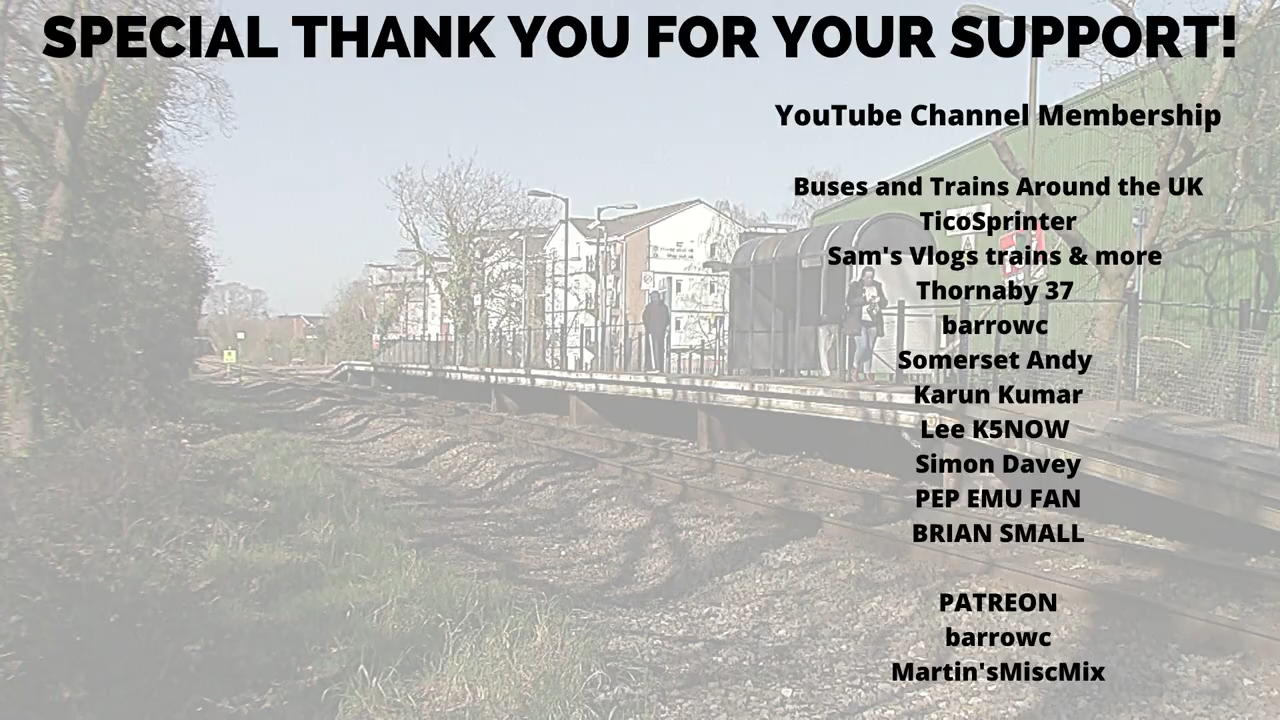 SPECIAL THANK YOU FOR YOUR SUPPORT!
YouTube Channel Membership
Buses and Trains Around the UK
TicoSprinter
Sam's Vlogs trains & more
Thornaby 37
barrowc
Somerset Andy
Karun Kumar
Lee K5NOW
Simon Davey
PEP EMU FAN
BRIAN SMALL
PATREON
barrowc
Martin'sMiscMix